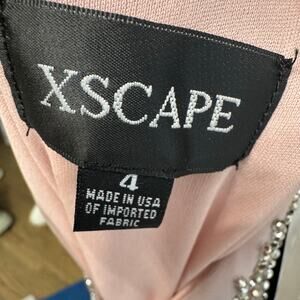 XSCAPE
4
MADE IN USA
OF IMPORTED
FABRIC